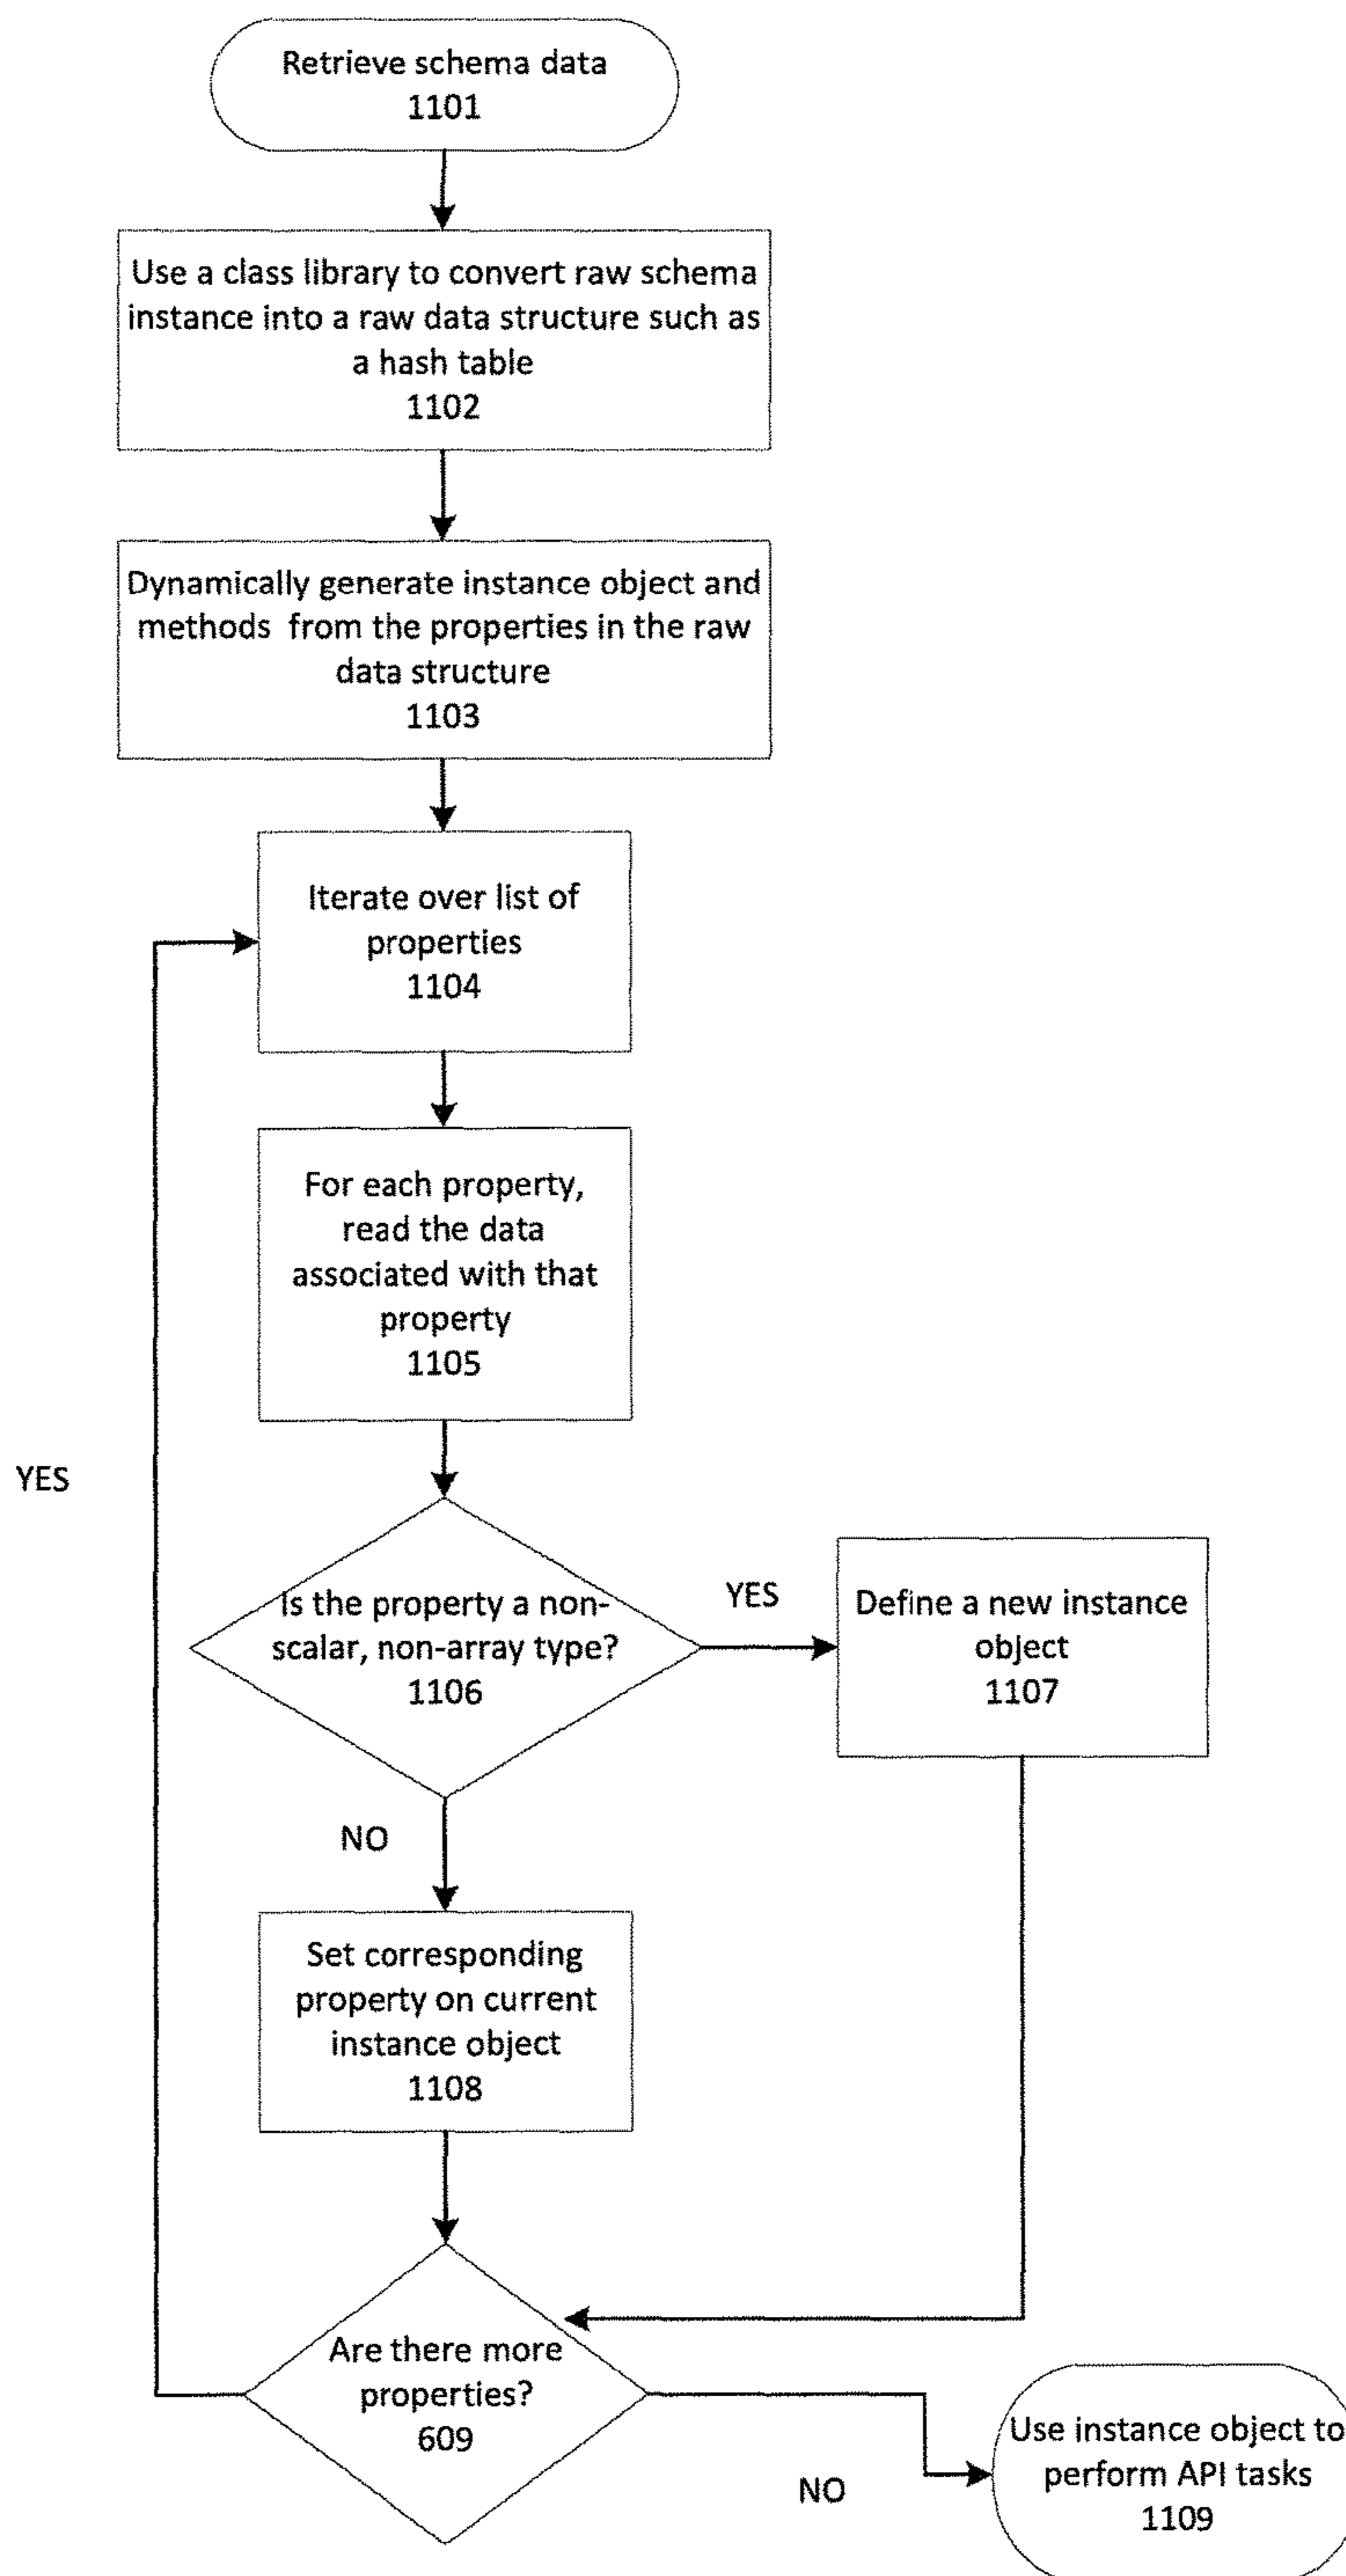 Retrieve schema data
1101
Use a class library to convert raw schema
instance into a raw data structure such as
a hash table
1102
Dynamically generate instance object and
methods from the properties in the raw
data structure
1103
Iterate over list of
properties
1104
For each property,
read the data
associated with that
property
1105
YES
Is the property a non-
scalar, non-array type?
1106
YES
Define a new instance
object
1107
NO
Set corresponding
property on current
instance object
1108
Are there more
properties?
609
NO
Use instance object to
perform API tasks
1109